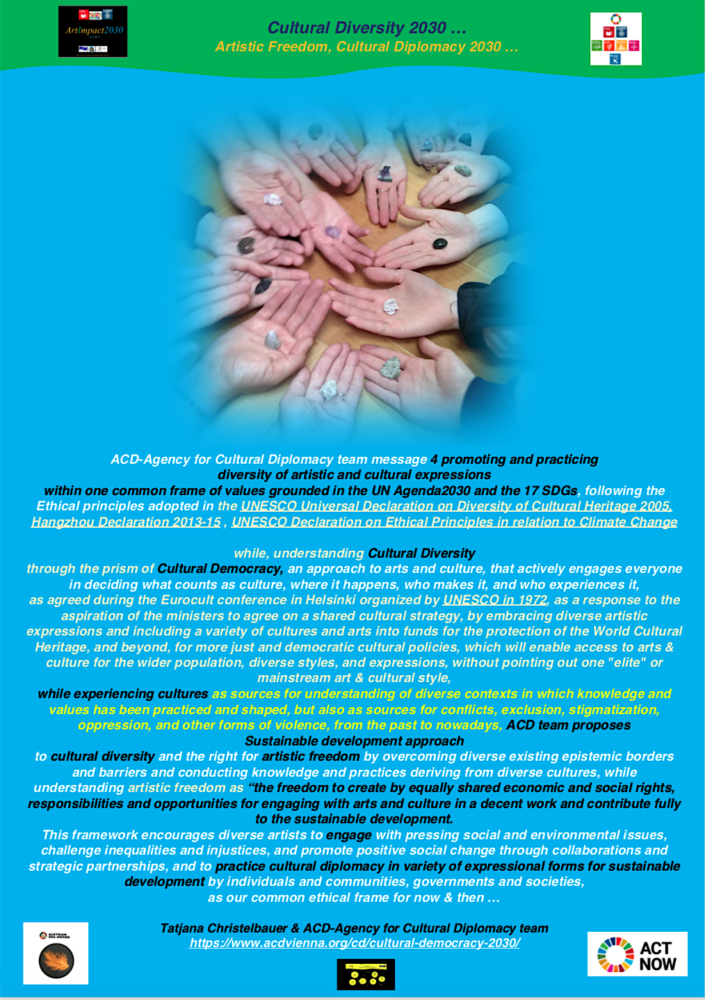 ArtImpact2030
Cultural Diversity 2030 ...
Artistic Freedom, Cultural Diplomacy 2030 ...
ACD-Agency for Cultural Diplomacy team message 4 promoting and practicing
diversity of artistic and cultural expressions
within one common frame of values grounded in the UN Agenda2030 and the 17 SDGs, following the
Ethical principles adopted in the UNESCO Universal Declaration on Diversity of Cultural Heritage 2005,
Hangzhou Declaration 2013-15 , UNESCO Declaration on Ethical Principles in relation to Climate Change
while, understanding Cultural Diversity
through the prism of Cultural Democracy, an approach to arts and culture, that actively engages everyone
in deciding what counts as culture, where it happens, who makes it, and who experiences it,
as agreed during the Eurocult conference in Helsinki organized by UNESCO in 1972, as a response to the
aspiration of the ministers to agree on a shared cultural strategy, by embracing diverse artistic
expressions and including a variety of cultures and arts into funds for the protection of the World Cultural
Heritage, and beyond, for more just and democratic cultural policies, which will enable access to arts &
culture for the wider population, diverse styles, and expressions, without pointing out one "elite" or
mainstream art & cultural style,
while experiencing cultures as sources for understanding of diverse contexts in which knowledge and
values has been practiced and shaped, but also as sources for conflicts, exclusion, stigmatization,
oppression, and other forms of violence, from the past to nowadays, ACD team proposes
Sustainable development approach
to cultural diversity and the right for artistic freedom by overcoming diverse existing epistemic borders
and barriers and conducting knowledge and practices deriving from diverse cultures, while
understanding artistic freedom as “the freedom to create by equally shared economic and social rights,
responsibilities and opportunities for engaging with arts and culture in a decent work and contribute fully
to the sustainable development.
This framework encourages diverse artists to engage with pressing social and environmental issues,
challenge inequalities and injustices, and promote positive social change through collaborations and
strategic partnerships, and to practice cultural diplomacy in variety of expressional forms for sustainable
development by individuals and communities, governments and societies,
as our common ethical frame for now & then ...
Tatjana Christelbauer & ACD-Agency for Cultural Diplomacy team
https://www.acdvienna.org/cd/cultural-democracy-2030/
AUSTRIAN
SDG-AWARD
ACT
NOW